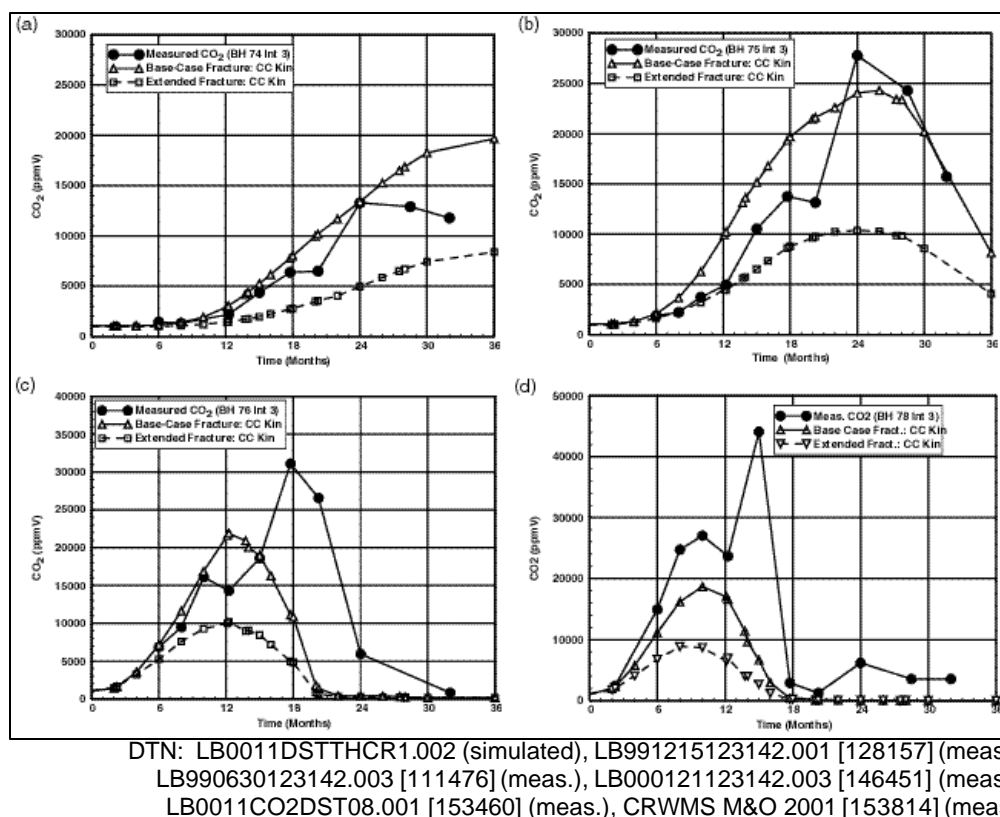 (a)
30000
25000
20000
15000
10000
5000
0
CO2 (ppmV)
Measured CO2 (BH 74 Int 3)
Base-Case Fracture: CC Kin
Extended Fracture: CC Kin
0 6 12 18 24 30 36
Time (Months)
(b)
30000
25000
20000
15000
10000
5000
0
CO2 (ppmV)
Measured CO2 (BH 75 Int 3)
Base-Case Fracture: CC Kin
Extended Fracture: CC Kin
0 6 12 18 24 30 36
Time (Months)
(c)
40000
35000
30000
25000
20000
15000
10000
5000
0
CO2 (ppmV)
Measured CO2 (BH 76 Int 3)
Base-Case Fracture: CC Kin
Extended Fracture: CC Kin
0 6 12 18 24 30 36
Time (Months)
(d)
50000
40000
30000
20000
10000
0
CO2 (ppmV)
Meas. CO2 (BH 78 Int 3)
Base Case Fract.: CC Kin
Extended Fract.: CC Kin
0 6 12 18 24 30 36
Time (Months)
DTN: LB0011DSTTHCR1.002 (simulated), LB991215123142.001 [128157] (meas
LB990630123142.003 [111476] (meas.), LB000121123142.003 [146451] (meas
LB0011CO2DST08.001 [153460] (meas.), CRWMS M&O 2001 [153814] (mea